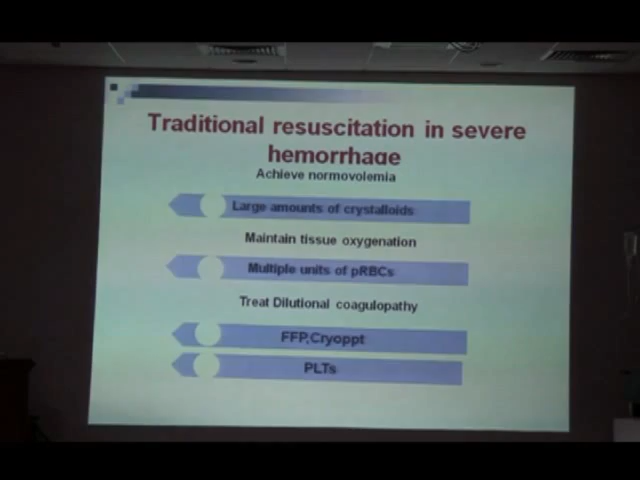 Traditional resuscitation in severe
hemorrhage
Achieve normovolemia
Large amounts of crystalloids
Maintain tissue oxygenation
Multiple units of pRBCs
Treat Dilutional coagulopathy
FFP,Cryoppt
PLTs